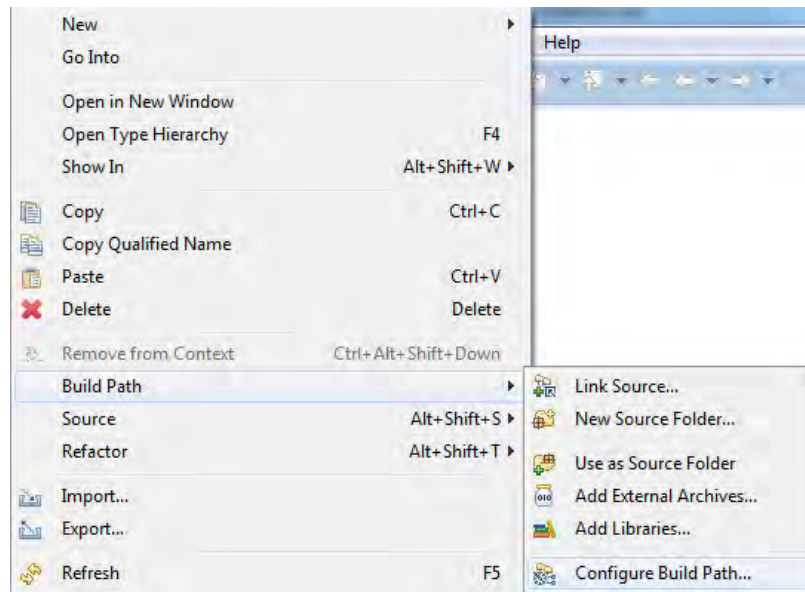 New
Help
Go Into
Open in New Window
Open Type Hierarchy F4
Show In Alt+Shift+W
Copy Ctrl+C
Copy Qualified Name
Paste Ctrl+V
Delete Delete
Remove from Context Ctrl+Alt+Shift+Down
Build Path
Source Alt+Shift+S
Refactor Alt+Shift+T
Import...
Export...
Refresh F5
Link Source...
New Source Folder...
Use as Source Folder
Add External Archives...
Add Libraries...
Configure Build Path...